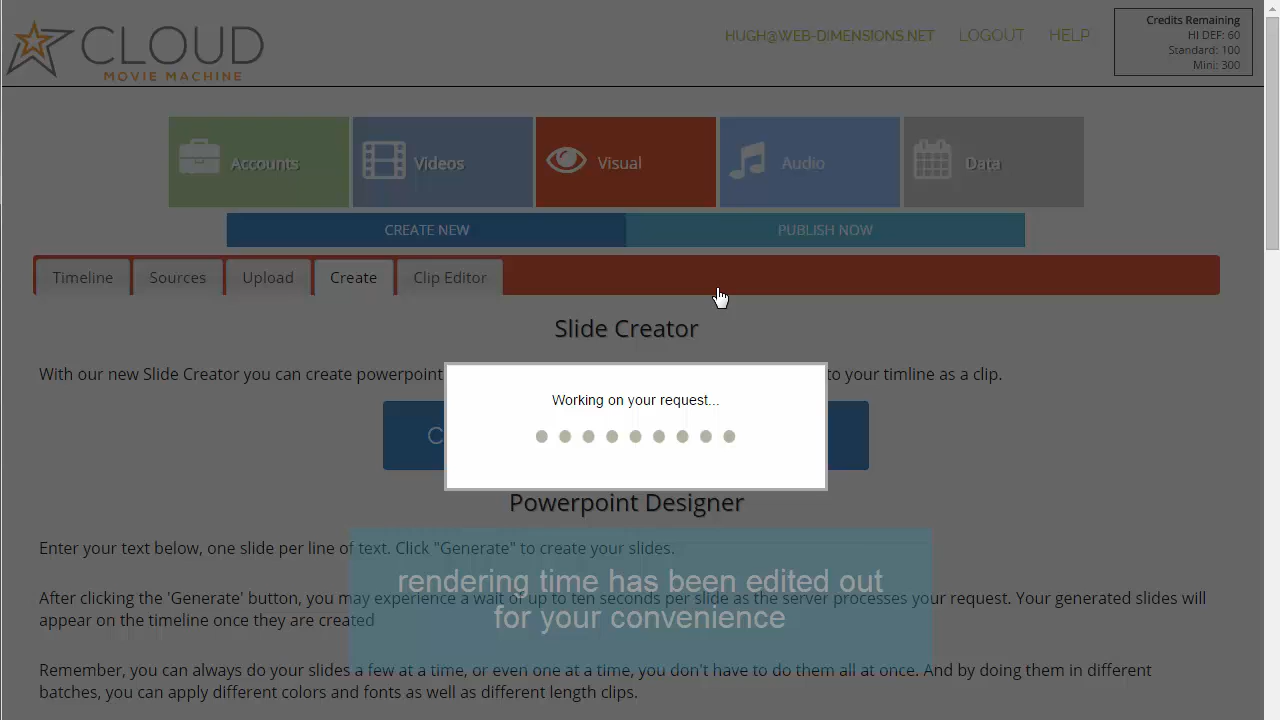 CLOUD
MOVIE MACHINE
HUGH@WEB-DIMENSIONS.NET LOGOUT HELP
Credits Remaining
HI DEF: 60
Standard: 100
Mini: 300
Accounts Videos Visual Audio Data
CREATE NEW PUBLISH NOW
Timeline Sources Upload Create Clip Editor
Slide Creator
With our new Slide Creator you can create powerpoint to your timline as a clip.
Working on your request...
C
Powerpoint Designer
Enter your text below, one slide per line of text. Click "Generate" to create your slides.
rendering time has been edited out
for your convenience
After clicking the 'Generate' button, you may experience a wait of up to ten seconds per slide as the server processes your request. Your generated slides will
appear on the timeline once they are created
Remember, you can always do your slides a few at a time, or even one at a time, you don't have to do them all at once. And by doing them in different
batches, you can apply different colors and fonts as well as different length clips.